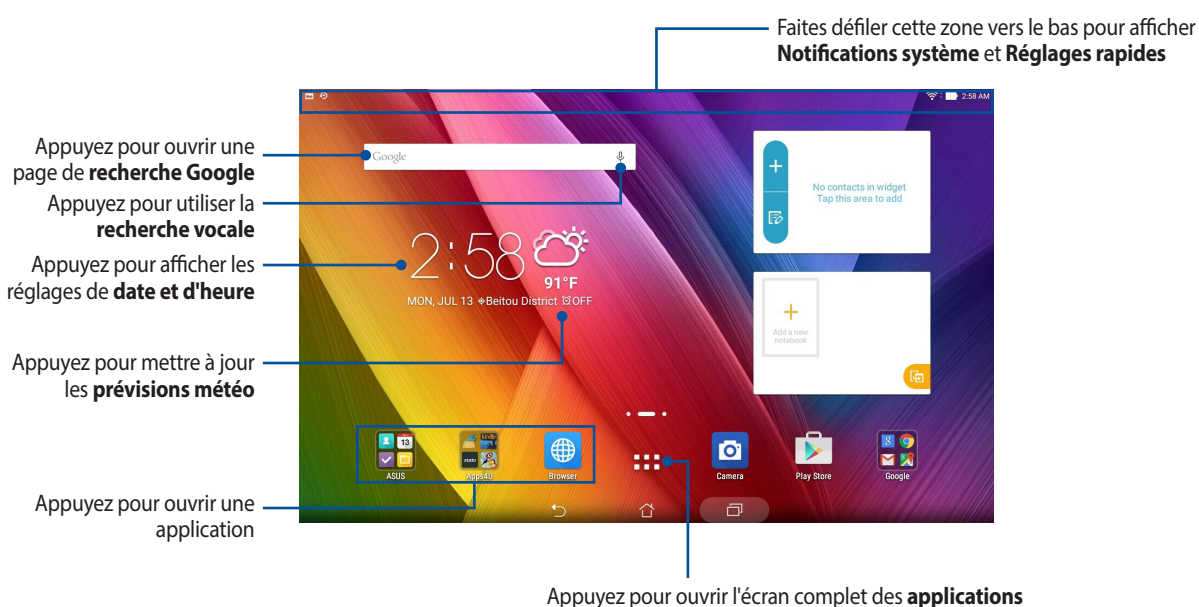 Faites défiler cette zone vers le bas pour afficher
Notifications système et Réglages rapides
2:58 AM
Appuyez pour ouvrir une
page de recherche Google
Google
Appuyez pour utiliser la
recherche vocale
No contacts in widget
Tap this area to add
Appuyez pour afficher les
réglages de date et d'heure
2:58
91°F
MON, JUL 13 Beitou District OFF
Add a new
notebook
Appuyez pour mettre à jour
les prévisions météo
13
kindle
zinio
8
ASUS
Apps4U
Browser
Camera
Play Store
Google
Appuyez pour ouvrir une
application
Appuyez pour ouvrir l'écran complet des applications